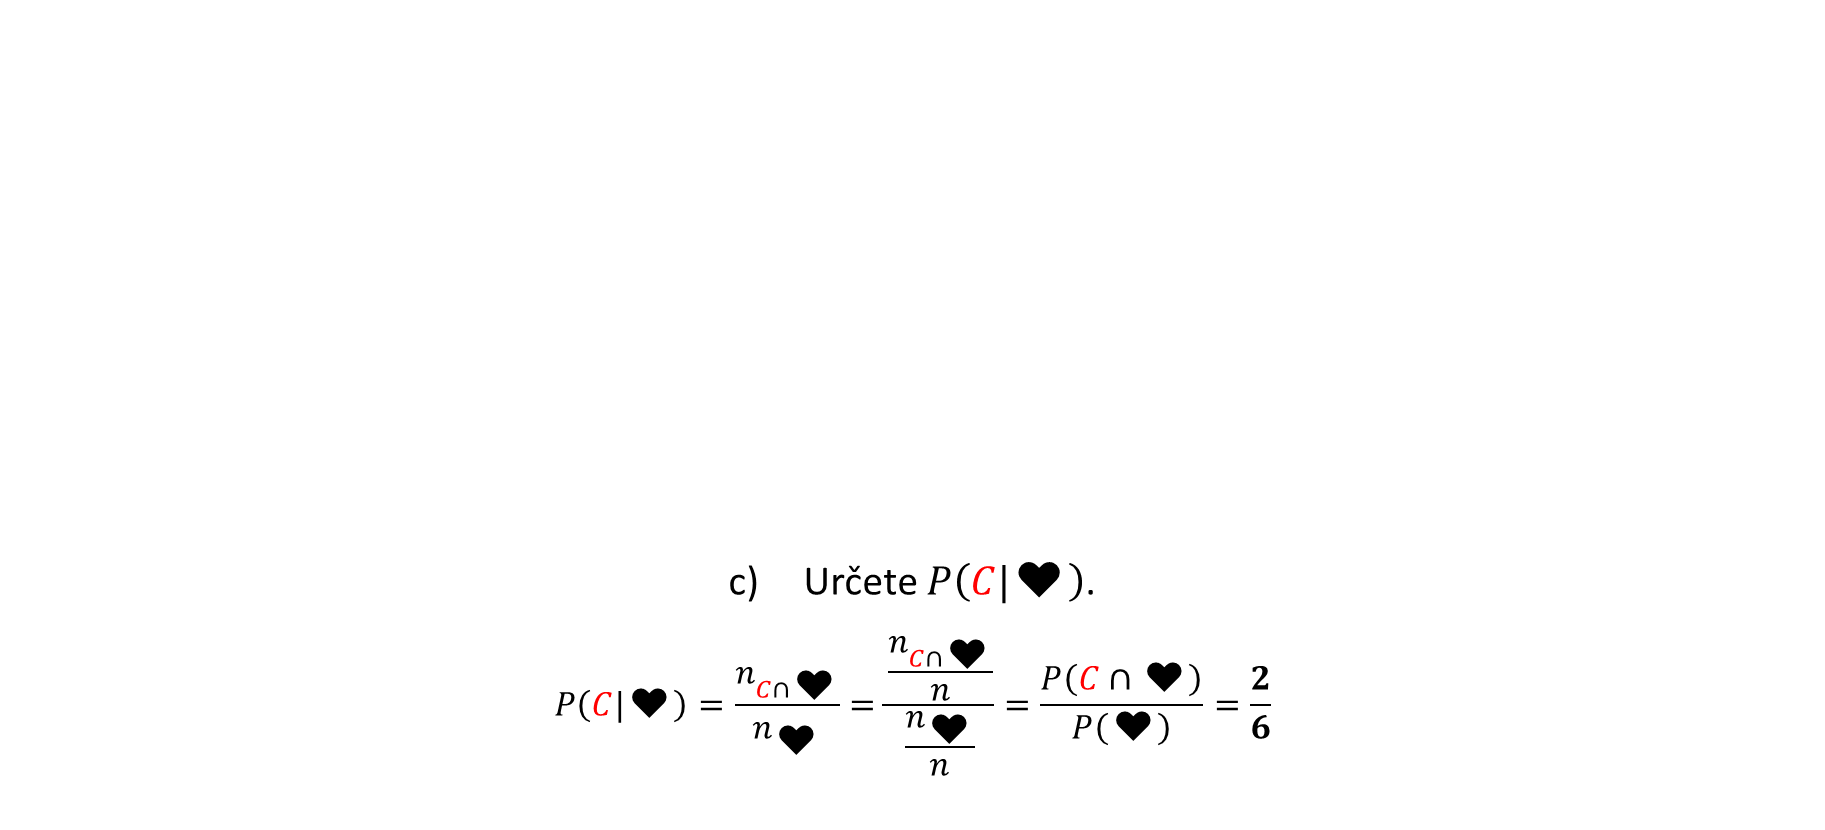 c) Určete P(C|♥).
P(C|♥) = n_{C∩♥}/n_♥ = (n_{C∩♥}/n)/(n_♥/n) = P(C ∩ ♥)/P(♥) = 2/6